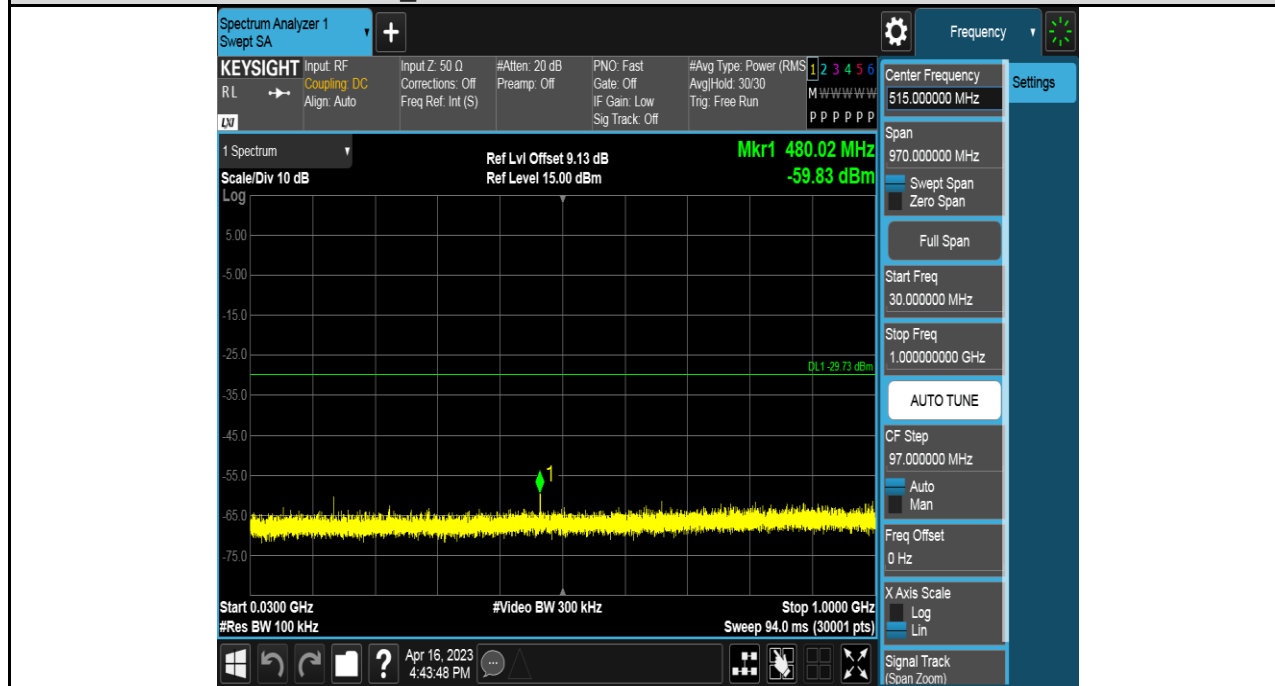 Spectrum Analyzer 1
Swept SA
+
Frequency
KEYSIGHT
RL
LXI
Input: RF
Coupling: DC
Align: Auto
Input Z: 50 Ω
Corrections: Off
Freq Ref: Int (S)
#Atten: 20 dB
Preamp: Off
PNO: Fast
Gate: Off
IF Gain: Low
Sig Track: Off
#Avg Type: Power (RMS
Avg|Hold: 30/30
Trig: Free Run
1 2 3 4 5 6
M W W W W W
P P P P P P
1 Spectrum
Scale/Div 10 dB
Ref Lvl Offset 9.13 dB
Ref Level 15.00 dBm
Mkr1 480.02 MHz
-59.83 dBm
Log
5.00
-5.00
-15.0
-25.0
DL1 -29.73 dBm
-35.0
-45.0
-55.0
1
-65.0
-75.0
Start 0.0300 GHz
#Video BW 300 kHz
Stop 1.0000 GHz
#Res BW 100 kHz
Sweep 94.0 ms (30001 pts)
?
Apr 16, 2023
4:43:48 PM
Center Frequency
515.000000 MHz
Settings
Span
970.000000 MHz
Swept Span
Zero Span
Full Span
Start Freq
30.000000 MHz
Stop Freq
1.000000000 GHz
AUTO TUNE
CF Step
97.000000 MHz
Auto
Man
Freq Offset
0 Hz
X Axis Scale
Log
Lin
Signal Track
(Span Zoom)